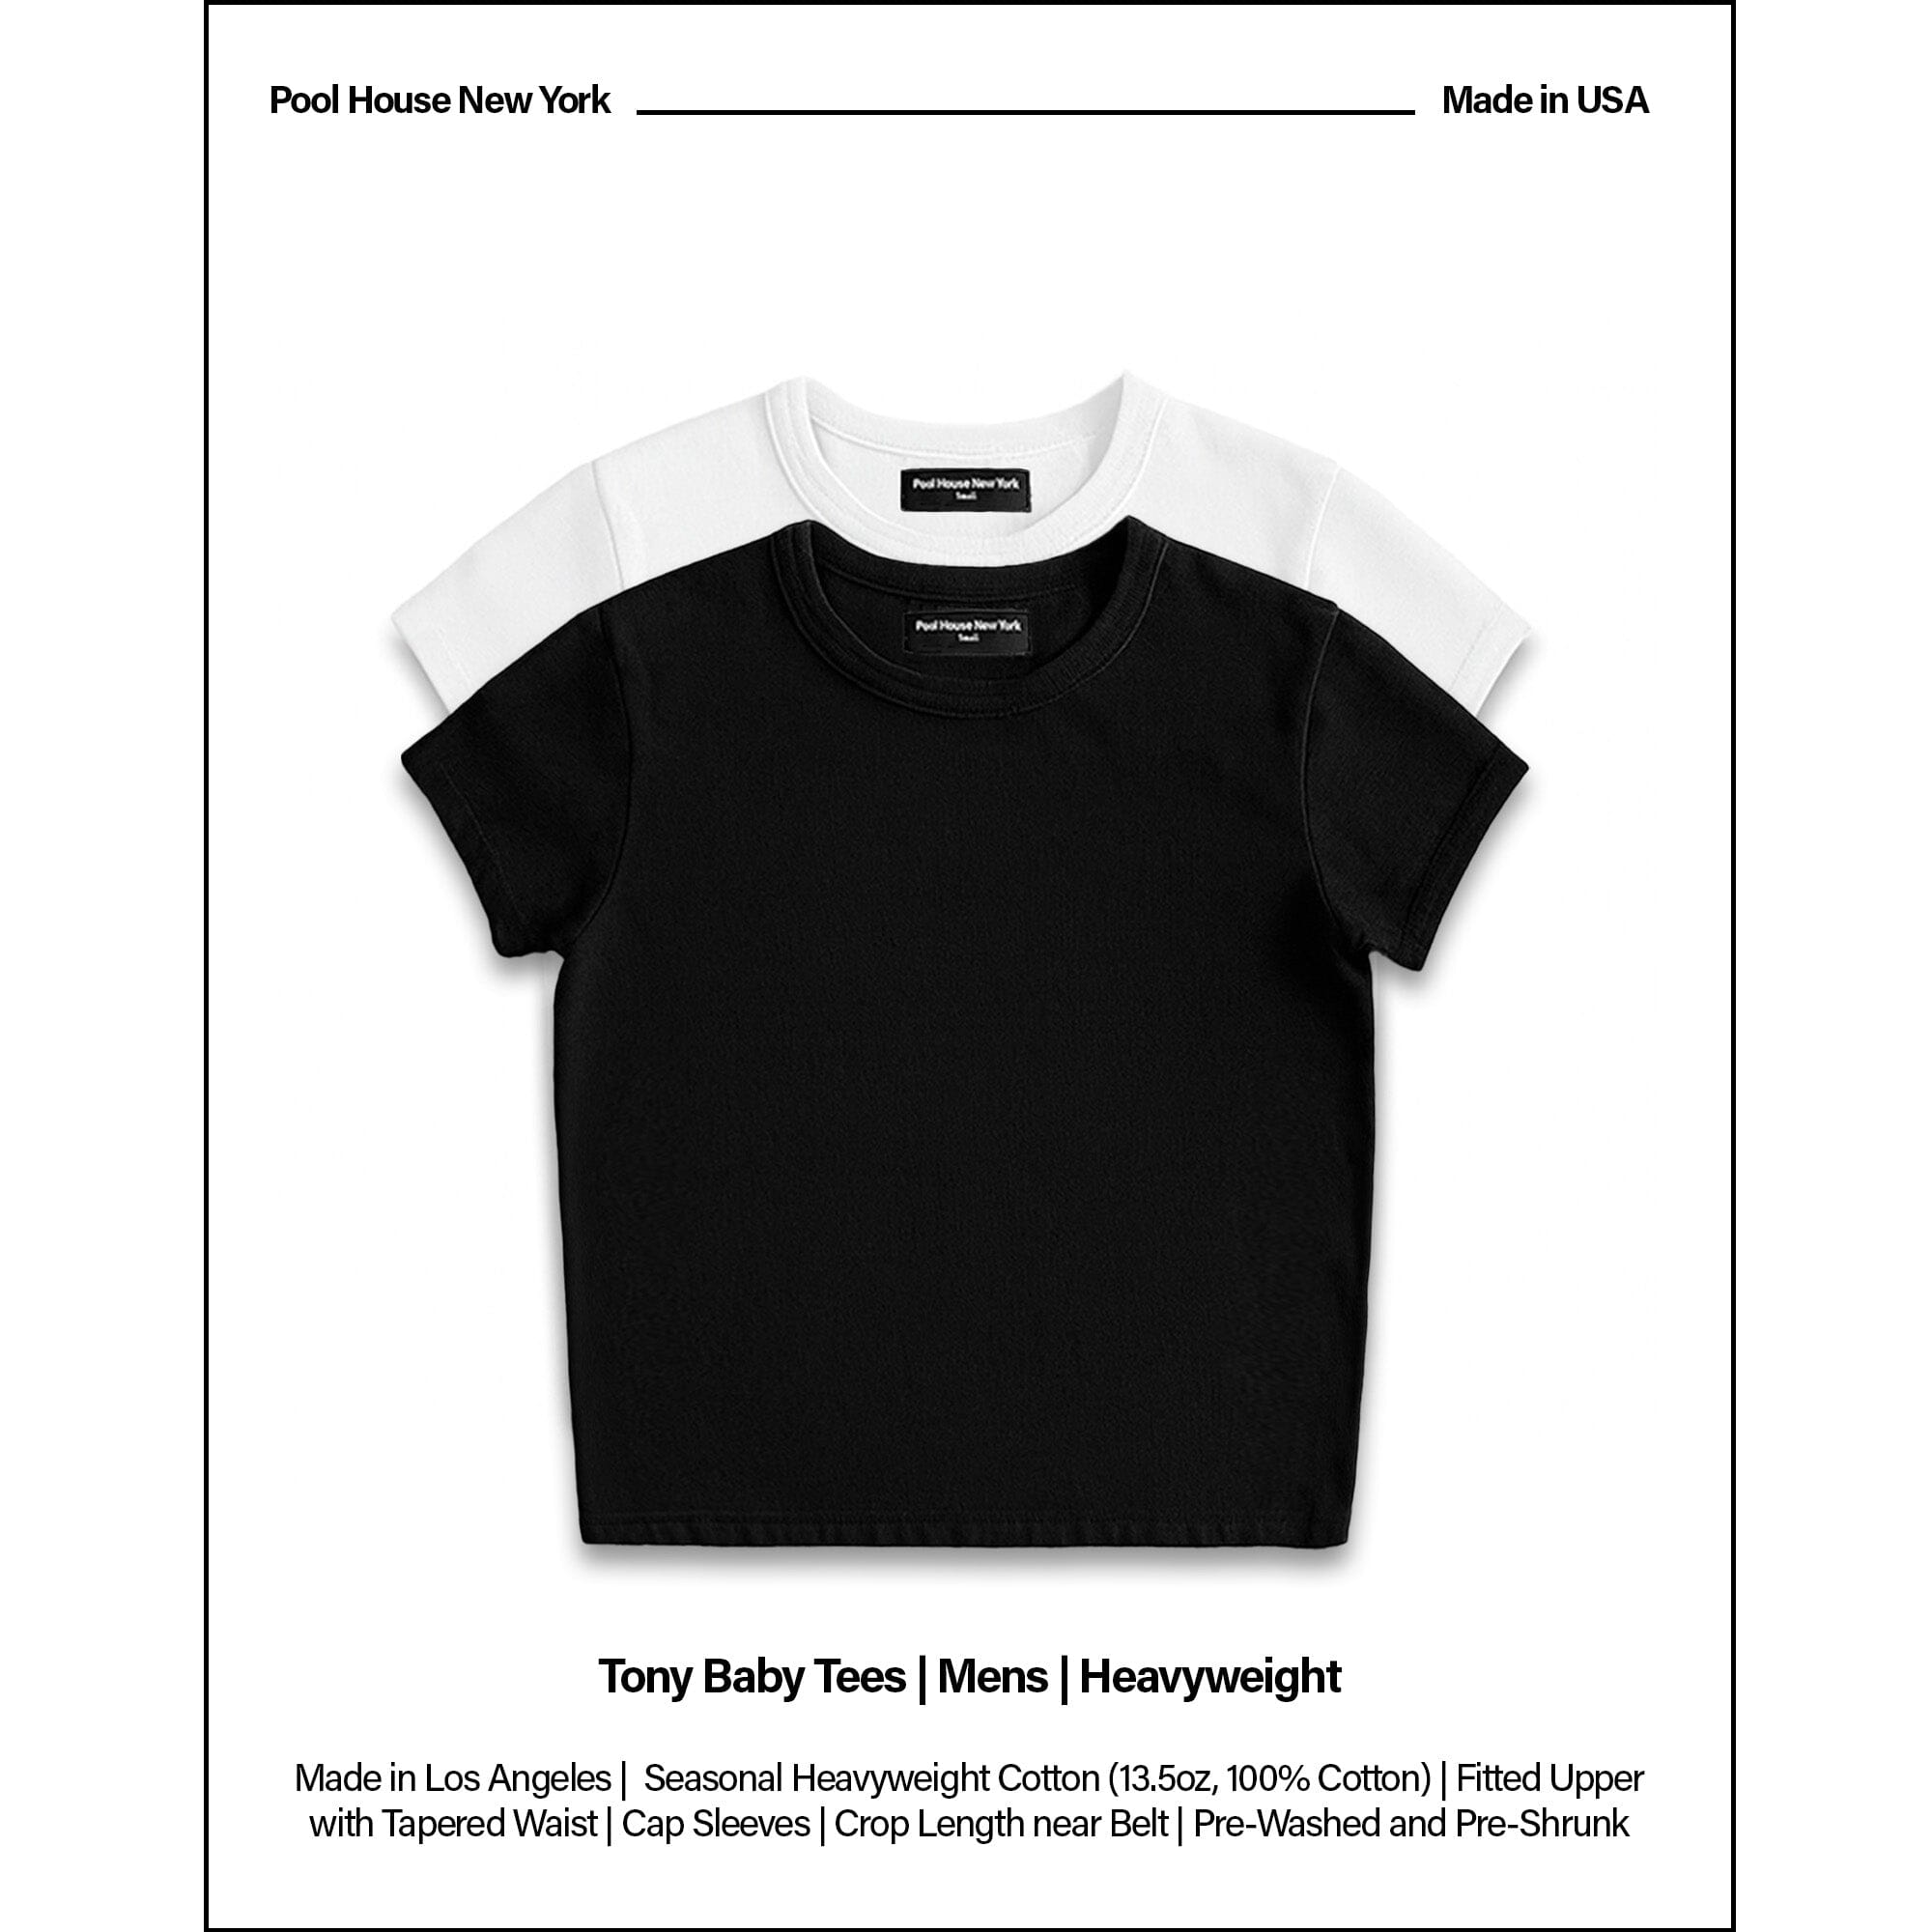 Pool House New York
Made in USA
Pool House New York
Small
Pool House New York
Small
Tony Baby Tees | Mens | Heavyweight
Made in Los Angeles | Seasonal Heavyweight Cotton (13.5oz, 100% Cotton) | Fitted Upper
with Tapered Waist | Cap Sleeves | Crop Length near Belt | Pre-Washed and Pre-Shrunk